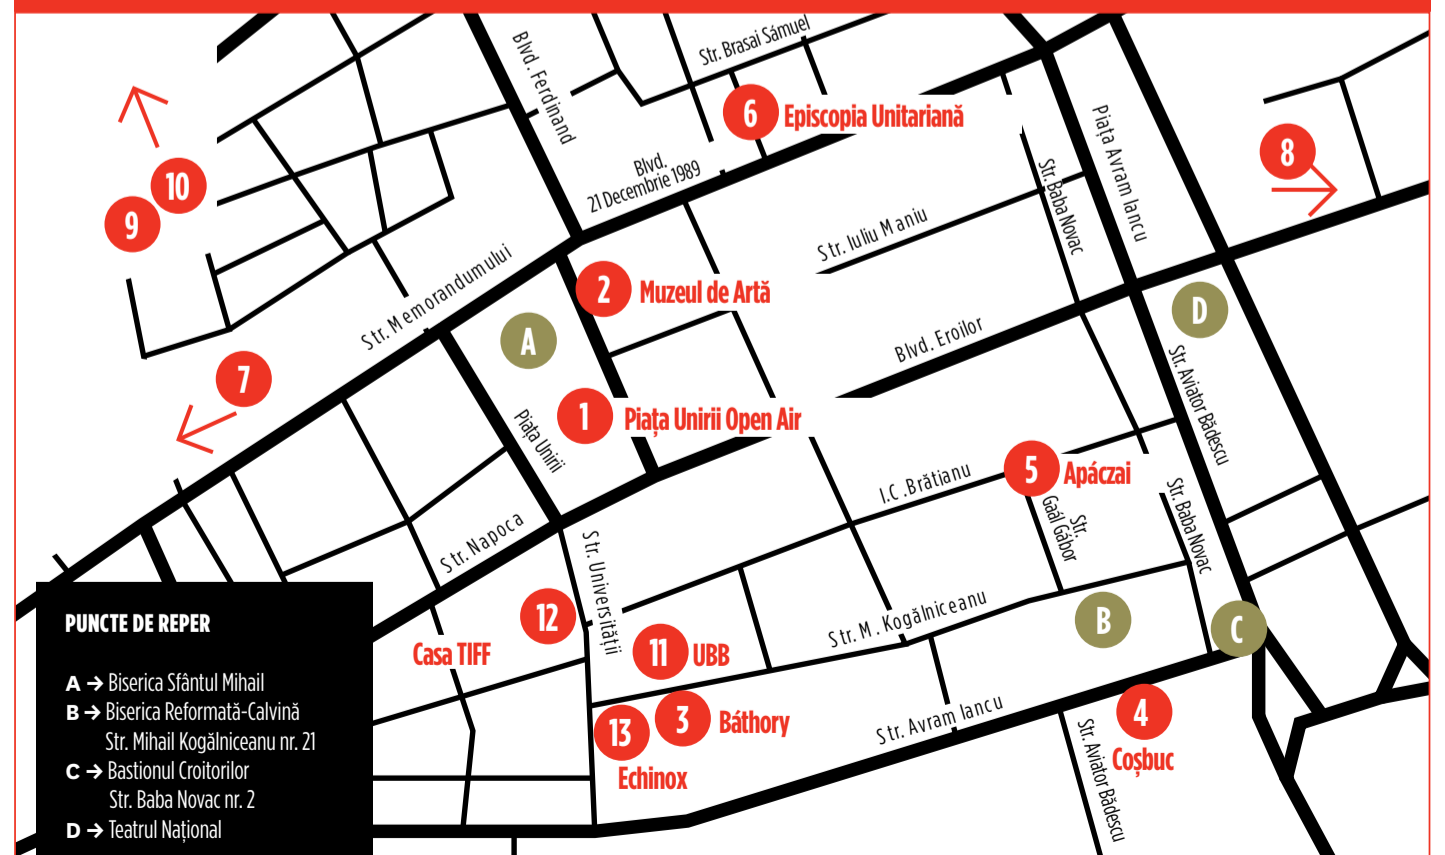 Str. Brasai Sámuel
Blvd. Ferdinand
6 Episcopia Unitariană
Piața Avram Iancu
8
Blvd.
21 Decembrie 1989
Str. Baba Novac
10
9
Str. Iuliu Maniu
Str. Memorandumului
2 Muzeul de Artă
D
A
Blvd. Eroilor
7
Str. Aviator Bădescu
1 Piața Unirii Open Air
Piața Unirii
5 Apáczai
I.C. Brătianu
Str.
Gaál Gábor
Str. Baba Novac
Str. Napoca
Str. Universității
12
Casa TIFF
Str. M. Kogălniceanu
B
C
11 UBB
13
Echinox
3 Báthory
Str. Avram Iancu
4
Coșbuc
Str. Aviator Bădescu
PUNCTE DE REPER
A → Biserica Sfântul Mihail
B → Biserica Reformată-Calvină
Str. Mihail Kogălniceanu nr. 21
C → Bastionul Croitorilor
Str. Baba Novac nr. 2
D → Teatrul Național